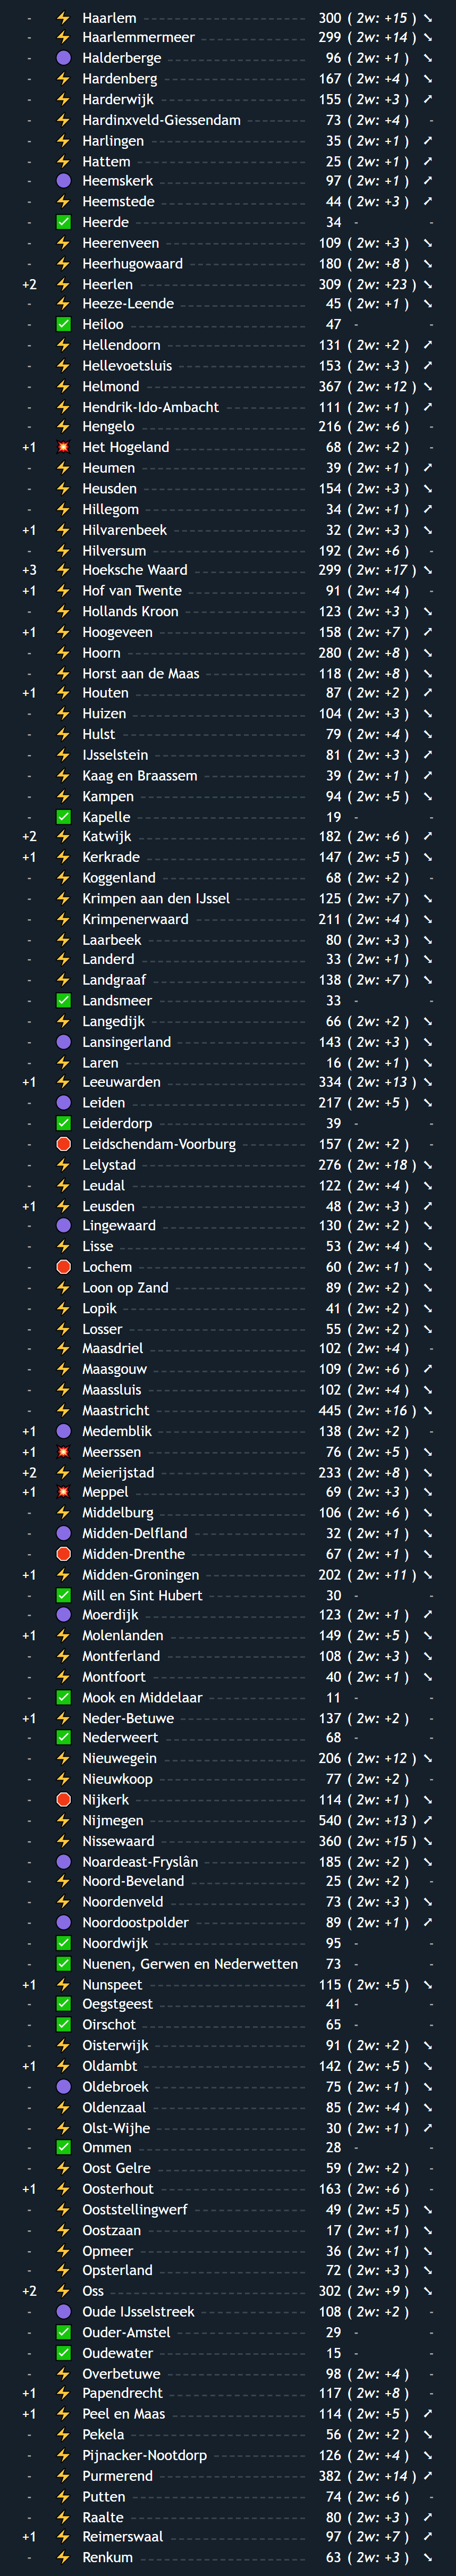 - ⚡ Haarlem 300 ( 2w: +15 ) ↘
- ⚡ Haarlemmermeer 299 ( 2w: +14 ) ↘
- 🟣 Halderberge 96 ( 2w: +1 ) ↘
- ⚡ Hardenberg 167 ( 2w: +4 ) ↘
- ⚡ Harderwijk 155 ( 2w: +3 ) ↗
- ⚡ Hardinxveld-Giessendam 73 ( 2w: +4 ) -
- ⚡ Harlingen 35 ( 2w: +1 ) ↗
- ⚡ Hattem 25 ( 2w: +1 ) ↗
- 🟣 Heemskerk 97 ( 2w: +1 ) ↗
- ⚡ Heemstede 44 ( 2w: +3 ) ↗
- ✅ Heerde 34 - -
- ⚡ Heerenveen 109 ( 2w: +3 ) ↘
- ⚡ Heerhugowaard 180 ( 2w: +8 ) ↘
+2 ⚡ Heerlen 309 ( 2w: +23 ) ↘
- ⚡ Heeze-Leende 45 ( 2w: +1 ) ↘
- ✅ Heiloo 47 - -
- ⚡ Hellendoorn 131 ( 2w: +2 ) ↗
- ⚡ Hellevoetsluis 153 ( 2w: +3 ) ↗
- ⚡ Helmond 367 ( 2w: +12 ) ↘
- ⚡ Hendrik-Ido-Ambacht 111 ( 2w: +1 ) ↗
- ⚡ Hengelo 216 ( 2w: +6 ) -
+1 💥 Het Hogeland 68 ( 2w: +2 ) -
- ⚡ Heumen 39 ( 2w: +1 ) ↗
- ⚡ Heusden 154 ( 2w: +3 ) ↘
- ⚡ Hillegom 34 ( 2w: +1 ) ↗
+1 ⚡ Hilvarenbeek 32 ( 2w: +3 ) ↘
- ⚡ Hilversum 192 ( 2w: +6 ) -
+3 ⚡ Hoeksche Waard 299 ( 2w: +17 ) ↘
+1 ⚡ Hof van Twente 91 ( 2w: +4 ) -
- ⚡ Hollands Kroon 123 ( 2w: +3 ) ↘
+1 ⚡ Hoogeveen 158 ( 2w: +7 ) ↗
- ⚡ Hoorn 280 ( 2w: +8 ) ↘
- ⚡ Horst aan de Maas 118 ( 2w: +8 ) ↘
+1 ⚡ Houten 87 ( 2w: +2 ) ↗
- ⚡ Huizen 104 ( 2w: +3 ) ↘
- ⚡ Hulst 79 ( 2w: +4 ) ↘
- ⚡ IJsselstein 81 ( 2w: +3 ) ↗
- ⚡ Kaag en Braassem 39 ( 2w: +1 ) ↗
- ⚡ Kampen 94 ( 2w: +5 ) ↘
- ✅ Kapelle 19 - -
+2 ⚡ Katwijk 182 ( 2w: +6 ) ↗
+1 ⚡ Kerkrade 147 ( 2w: +5 ) ↘
- ⚡ Koggenland 68 ( 2w: +2 ) -
- ⚡ Krimpen aan den IJssel 125 ( 2w: +7 ) ↘
- ⚡ Krimpenerwaard 211 ( 2w: +4 ) ↘
- ⚡ Laarbeek 80 ( 2w: +3 ) ↘
- ⚡ Landerd 33 ( 2w: +1 ) ↘
- ⚡ Landgraaf 138 ( 2w: +7 ) ↘
- ✅ Landsmeer 33 - -
- ⚡ Langedijk 66 ( 2w: +2 ) ↘
- 🟣 Lansingerland 143 ( 2w: +3 ) ↘
- ⚡ Laren 16 ( 2w: +1 ) ↘
+1 ⚡ Leeuwarden 334 ( 2w: +13 ) ↘
- 🟣 Leiden 217 ( 2w: +5 ) ↘
- ✅ Leiderdorp 39 - -
- 🛑 Leidschendam-Voorburg 157 ( 2w: +2 ) -
- ⚡ Lelystad 276 ( 2w: +18 ) ↘
- ⚡ Leudal 122 ( 2w: +4 ) ↘
+1 ⚡ Leusden 48 ( 2w: +3 ) ↗
- 🟣 Lingewaard 130 ( 2w: +2 ) ↘
- ⚡ Lisse 53 ( 2w: +4 ) ↘
- 🛑 Lochem 60 ( 2w: +1 ) ↘
- ⚡ Loon op Zand 89 ( 2w: +2 ) ↘
- ⚡ Lopik 41 ( 2w: +2 ) ↘
- ⚡ Losser 55 ( 2w: +2 ) ↘
- ⚡ Maasdriel 102 ( 2w: +4 ) -
- ⚡ Maasgouw 109 ( 2w: +6 ) ↗
- ⚡ Maassluis 102 ( 2w: +4 ) ↘
- ⚡ Maastricht 445 ( 2w: +16 ) ↘
+1 🟣 Medemblik 138 ( 2w: +2 ) -
+1 💥 Meerssen 76 ( 2w: +5 ) ↘
+2 ⚡ Meierijstad 233 ( 2w: +8 ) ↘
+1 💥 Meppel 69 ( 2w: +3 ) ↘
- ⚡ Middelburg 106 ( 2w: +6 ) ↘
- 🟣 Midden-Delfland 32 ( 2w: +1 ) ↘
- 🛑 Midden-Drenthe 67 ( 2w: +1 ) ↘
+1 ⚡ Midden-Groningen 202 ( 2w: +11 ) ↘
- ✅ Mill en Sint Hubert 30 - -
- 🟣 Moerdijk 123 ( 2w: +1 ) ↗
+1 ⚡ Molenlanden 149 ( 2w: +5 ) ↘
- ⚡ Montferland 108 ( 2w: +3 ) ↘
- ⚡ Montfoort 40 ( 2w: +1 ) ↘
- ✅ Mook en Middelaar 11 - -
+1 ⚡ Neder-Betuwe 137 ( 2w: +2 ) -
- ✅ Nederweert 68 - -
- ⚡ Nieuwegein 206 ( 2w: +12 ) ↘
- ⚡ Nieuwkoop 77 ( 2w: +2 ) -
- 🛑 Nijkerk 114 ( 2w: +1 ) ↘
- ⚡ Nijmegen 540 ( 2w: +13 ) ↗
- ⚡ Nissewaard 360 ( 2w: +15 ) ↘
- 🟣 Noardeast-Fryslân 185 ( 2w: +2 ) ↘
- ⚡ Noord-Beveland 25 ( 2w: +2 ) -
- ⚡ Noordenveld 73 ( 2w: +3 ) ↘
- 🟣 Noordoostpolder 89 ( 2w: +1 ) ↗
- ✅ Noordwijk 95 - -
- ✅ Nuenen, Gerwen en Nederwetten 73 - -
+1 ⚡ Nunspeet 115 ( 2w: +5 ) ↘
- ✅ Oegstgeest 41 - -
- ✅ Oirschot 65 - -
- ⚡ Oisterwijk 91 ( 2w: +2 ) ↘
+1 ⚡ Oldambt 142 ( 2w: +5 ) ↘
- 🟣 Oldebroek 75 ( 2w: +1 ) ↘
- ⚡ Oldenzaal 85 ( 2w: +4 ) ↘
- ⚡ Olst-Wijhe 30 ( 2w: +1 ) ↗
- ✅ Ommen 28 - -
- ⚡ Oost Gelre 59 ( 2w: +2 ) -
+1 ⚡ Oosterhout 163 ( 2w: +6 ) -
- ⚡ Ooststellingwerf 49 ( 2w: +5 ) ↘
- ⚡ Oostzaan 17 ( 2w: +1 ) ↘
- ⚡ Opmeer 36 ( 2w: +1 ) ↘
- ⚡ Opsterland 72 ( 2w: +3 ) ↘
+2 ⚡ Oss 302 ( 2w: +9 ) ↘
- 🟣 Oude IJsselstreek 108 ( 2w: +2 ) -
- ✅ Ouder-Amstel 29 - -
- ✅ Oudewater 15 - -
- ⚡ Overbetuwe 98 ( 2w: +4 ) -
+1 ⚡ Papendrecht 117 ( 2w: +8 ) -
+1 ⚡ Peel en Maas 114 ( 2w: +5 ) ↗
- ⚡ Pekela 56 ( 2w: +2 ) ↘
- ⚡ Pijnacker-Nootdorp 126 ( 2w: +4 ) ↘
- ⚡ Purmerend 382 ( 2w: +14 ) ↗
- ⚡ Putten 74 ( 2w: +6 ) -
- ⚡ Raalte 80 ( 2w: +3 ) ↗
+1 ⚡ Reimerswaal 97 ( 2w: +7 ) ↗
- ⚡ Renkum 63 ( 2w: +3 ) ↘